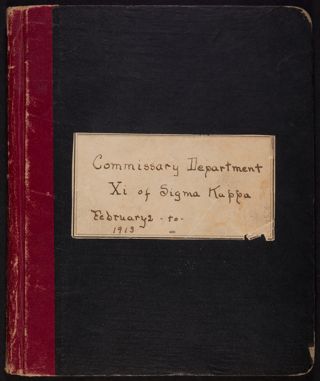 Commissary Department
Xi of Sigma Kappa
February 2 - to -
1913